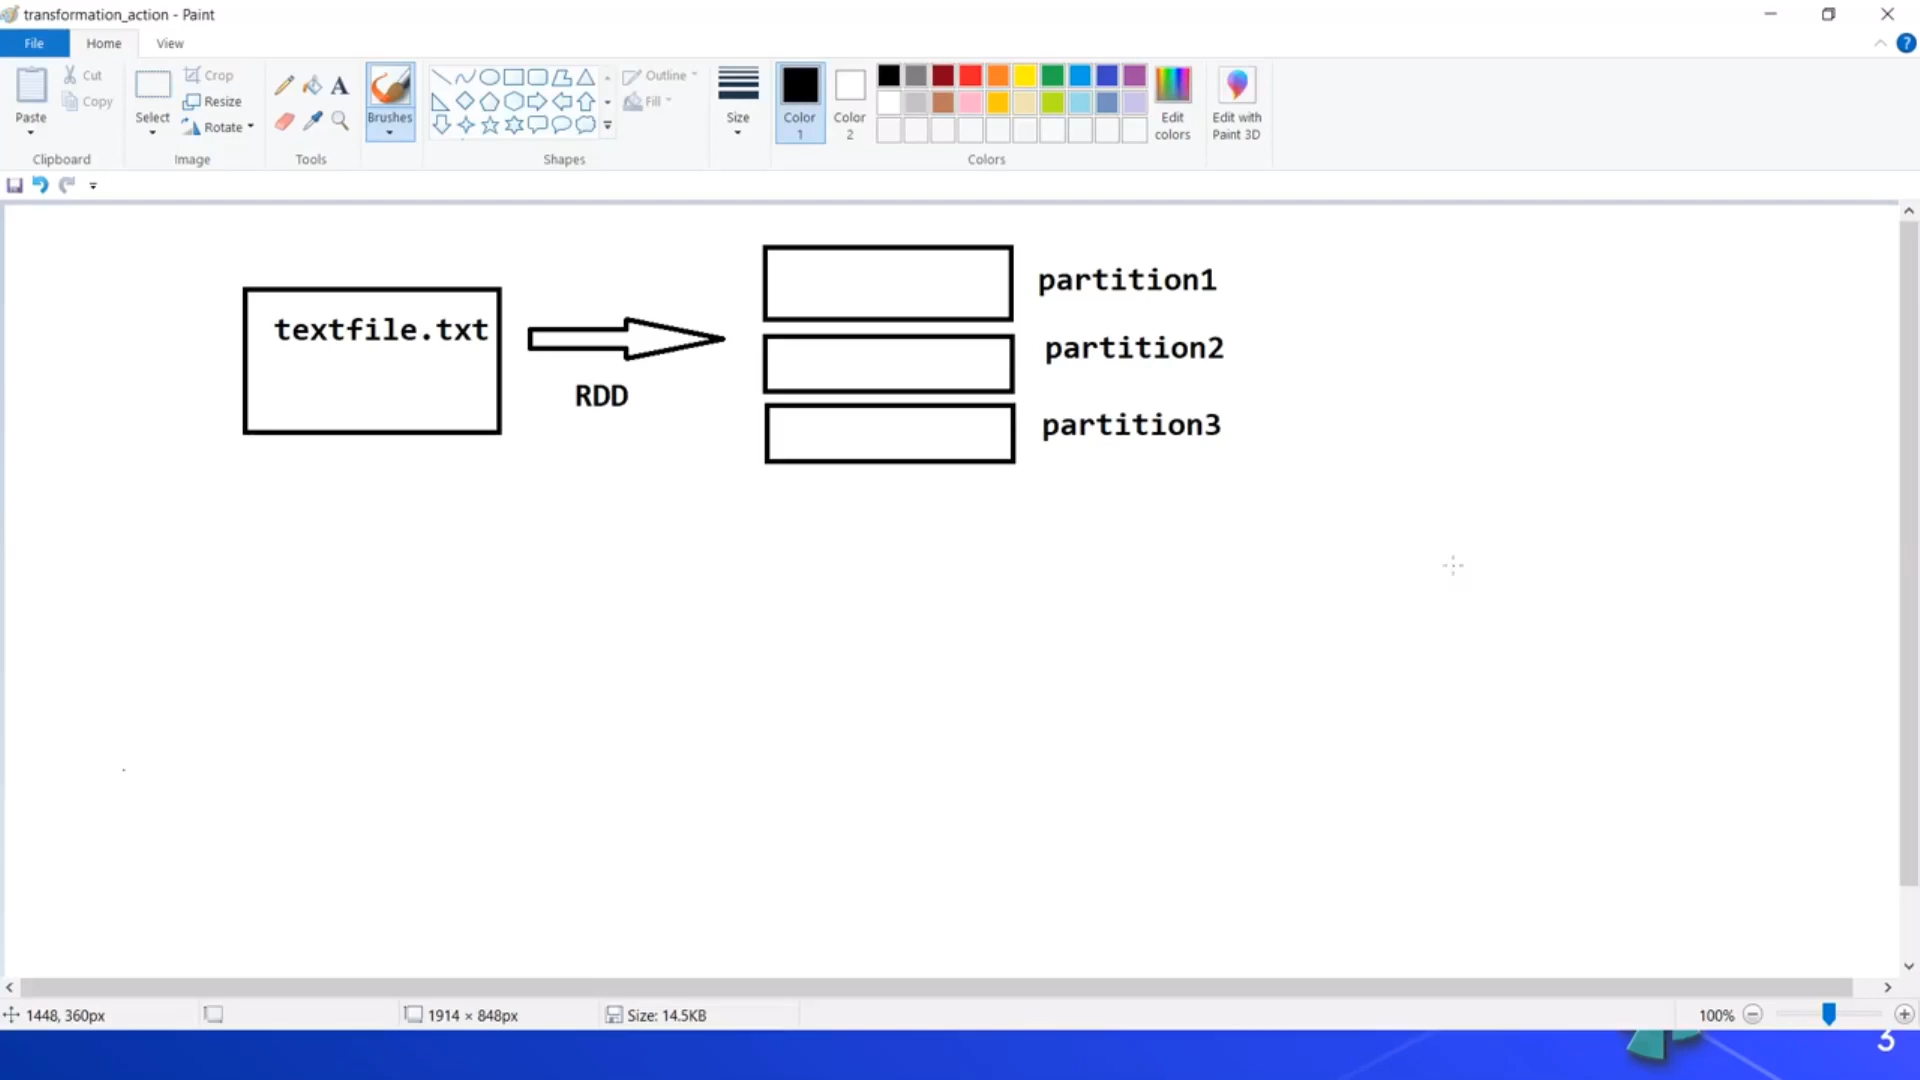 transformation_action - Paint
File Home View
Paste
Cut
Copy
Clipboard
Select
Crop
Resize
Rotate
Image
A
Tools
Brushes
Shapes
Outline
Fill
Size
Color
1
Color
2
Colors
Edit
colors
Edit with
Paint 3D
?
textfile.txt
RDD
partition1
partition2
partition3
1448, 360px
1914 × 848px
Size: 14.5KB
100%
3